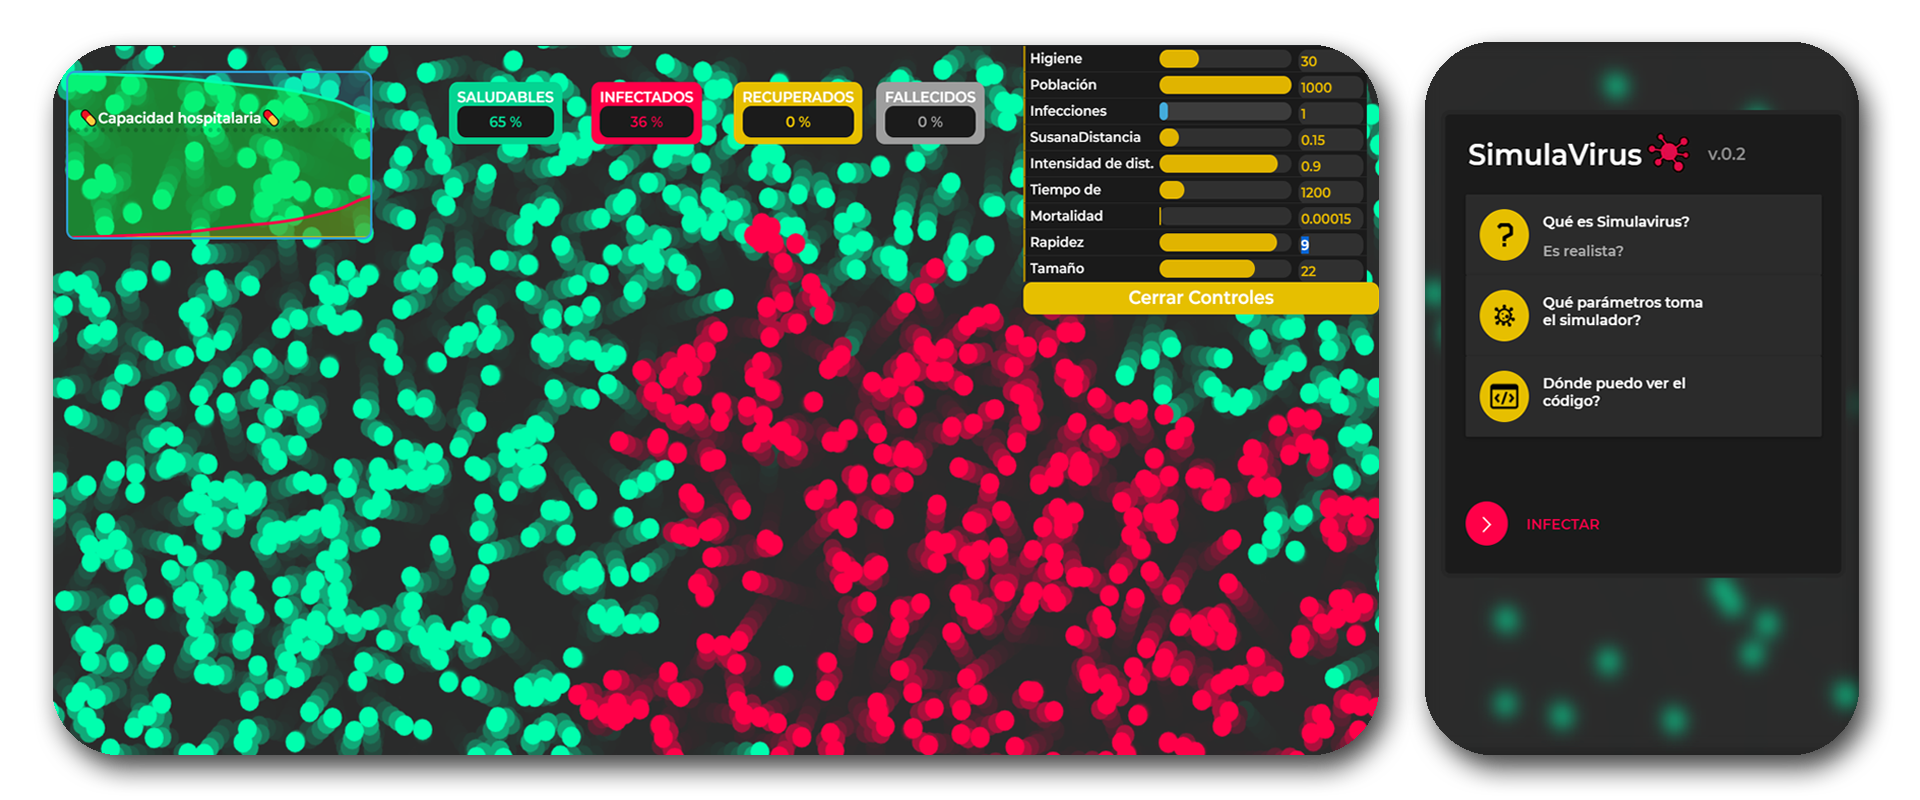 Capacidad hospitalaria
SALUDABLES
65 %
INFECTADOS
36 %
RECUPERADOS
0 %
FALLECIDOS
0 %
Higiene 30
Población 1000
Infecciones 1
SusanaDistancia 0.15
Intensidad de dist. 0.9
Tiempo de 1200
Mortalidad 0.00015
Rapidez 9
Tamaño 22
Cerrar Controles
SimulaVirus v.0.2
Qué es Simulavirus?
Es realista?
Qué parámetros toma
el simulador?
Dónde puedo ver el
código?
INFECTAR